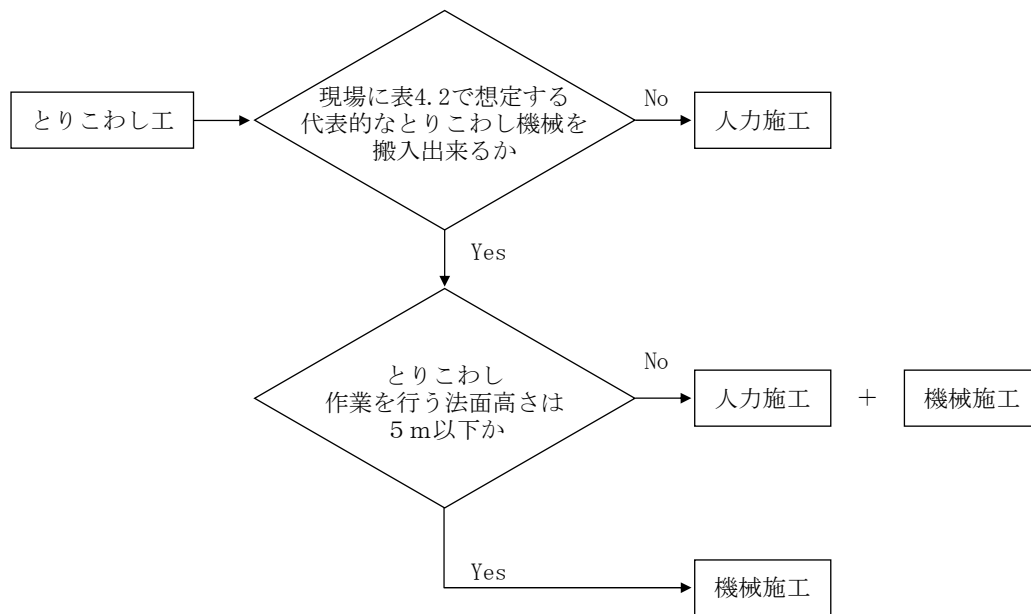 とりこわし工
現場に表4.2で想定する
代表的なとりこわし機械を
搬入出来るか
No
人力施工
Yes
とりこわし
作業を行う法面高さは
５ｍ以下か
No
人力施工 ＋ 機械施工
Yes
機械施工